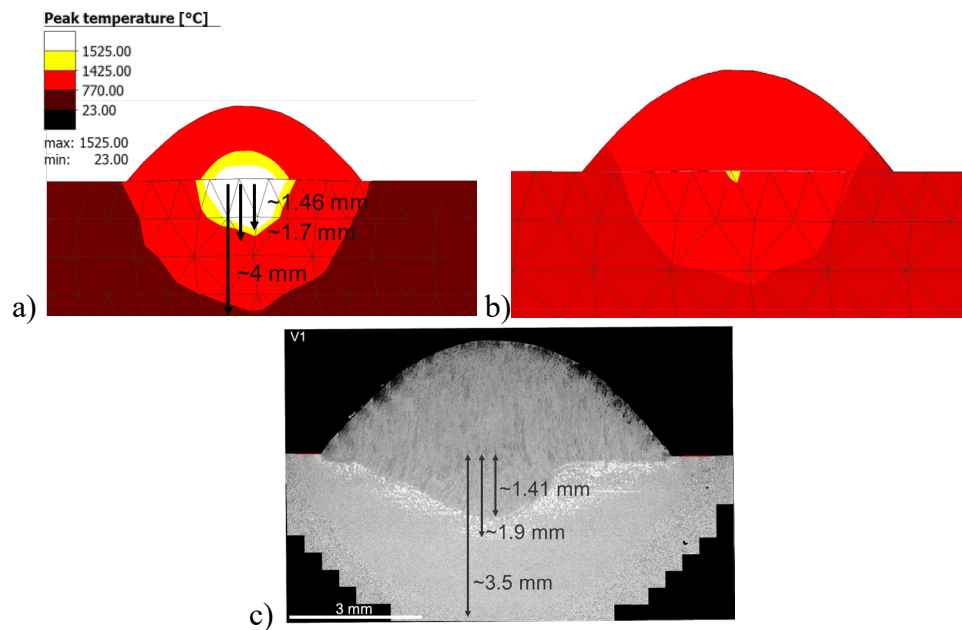 Peak temperature [°C]
1525.00
1425.00
770.00
23.00
max: 1525.00
min: 23.00
~1.46 mm
~1.7 mm
~4 mm
a)
b)
V1
~1.41 mm
~1.9 mm
~3.5 mm
3 mm
c)